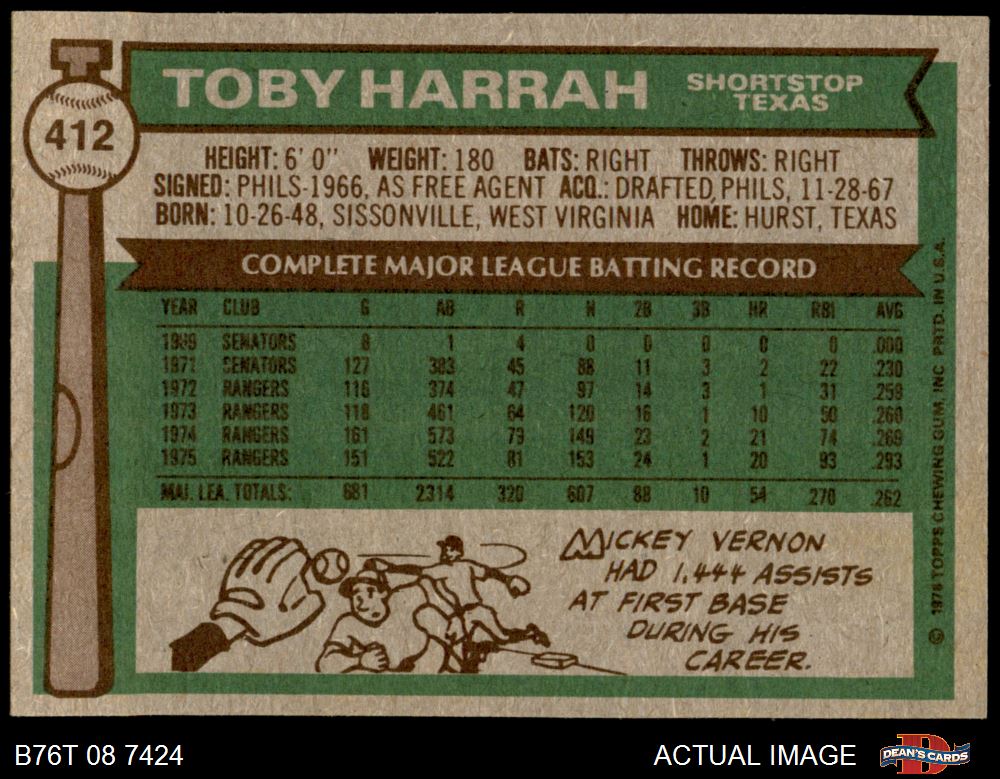 TOBY HARRAH
SHORTSTOP
TEXAS
412
HEIGHT: 6' 0" WEIGHT: 180 BATS: RIGHT THROWS: RIGHT
SIGNED: PHILS-1966, AS FREE AGENT ACQ.: DRAFTED, PHILS, 11-28-67
BORN: 10-26-48, SISSONVILLE, WEST VIRGINIA HOME: HURST, TEXAS
COMPLETE MAJOR LEAGUE BATTING RECORD
YEAR CLUB G AB R H 2B 3B HR RBI AVG
1969 SENATORS 8 1 4 0 0 0 0 0 .000
1971 SENATORS 127 383 45 88 11 3 2 22 .230
1972 RANGERS 116 374 47 97 14 3 1 31 .259
1973 RANGERS 118 461 64 120 16 1 10 50 .260
1974 RANGERS 161 573 79 149 23 2 21 74 .260
1975 RANGERS 151 522 81 153 24 1 20 93 .293
MAJ. LEA. TOTALS: 681 2314 320 607 88 10 54 270 .262
MICKEY VERNON
HAD 1,444 ASSISTS
AT FIRST BASE
DURING HIS
CAREER.
© 1976 TOPPS CHEWING GUM, INC PRTD. IN U.S.A.
B76T 08 7424
ACTUAL IMAGE
DEAN'S CARDS